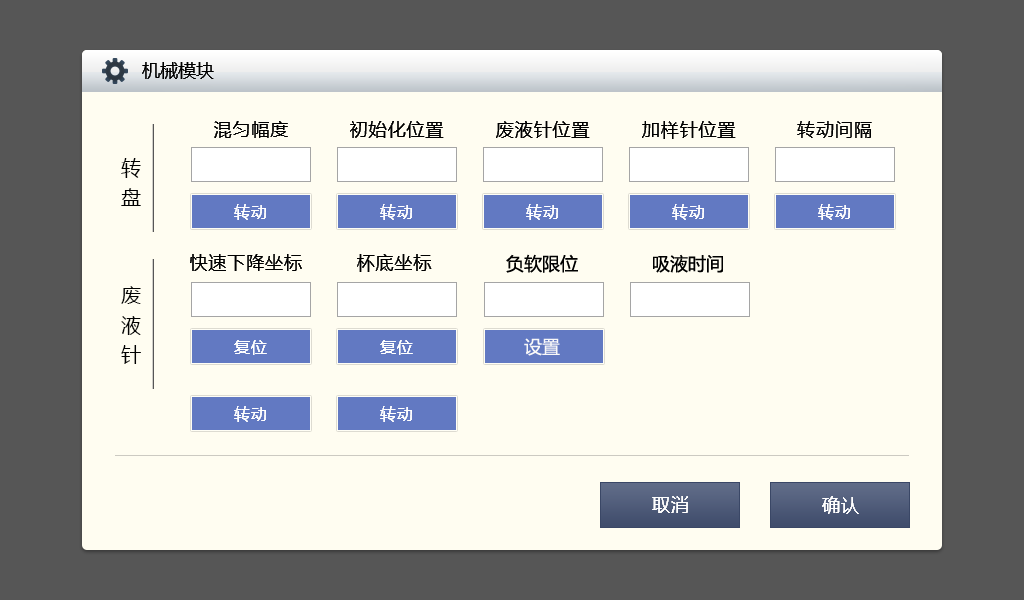 机械模块
混匀幅度 初始化位置 废液针位置 加样针位置 转动间隔
转盘
转动 转动 转动 转动 转动
快速下降坐标 杯底坐标 负软限位 吸液时间
废液针
复位 复位 设置
转动 转动
取消 确认